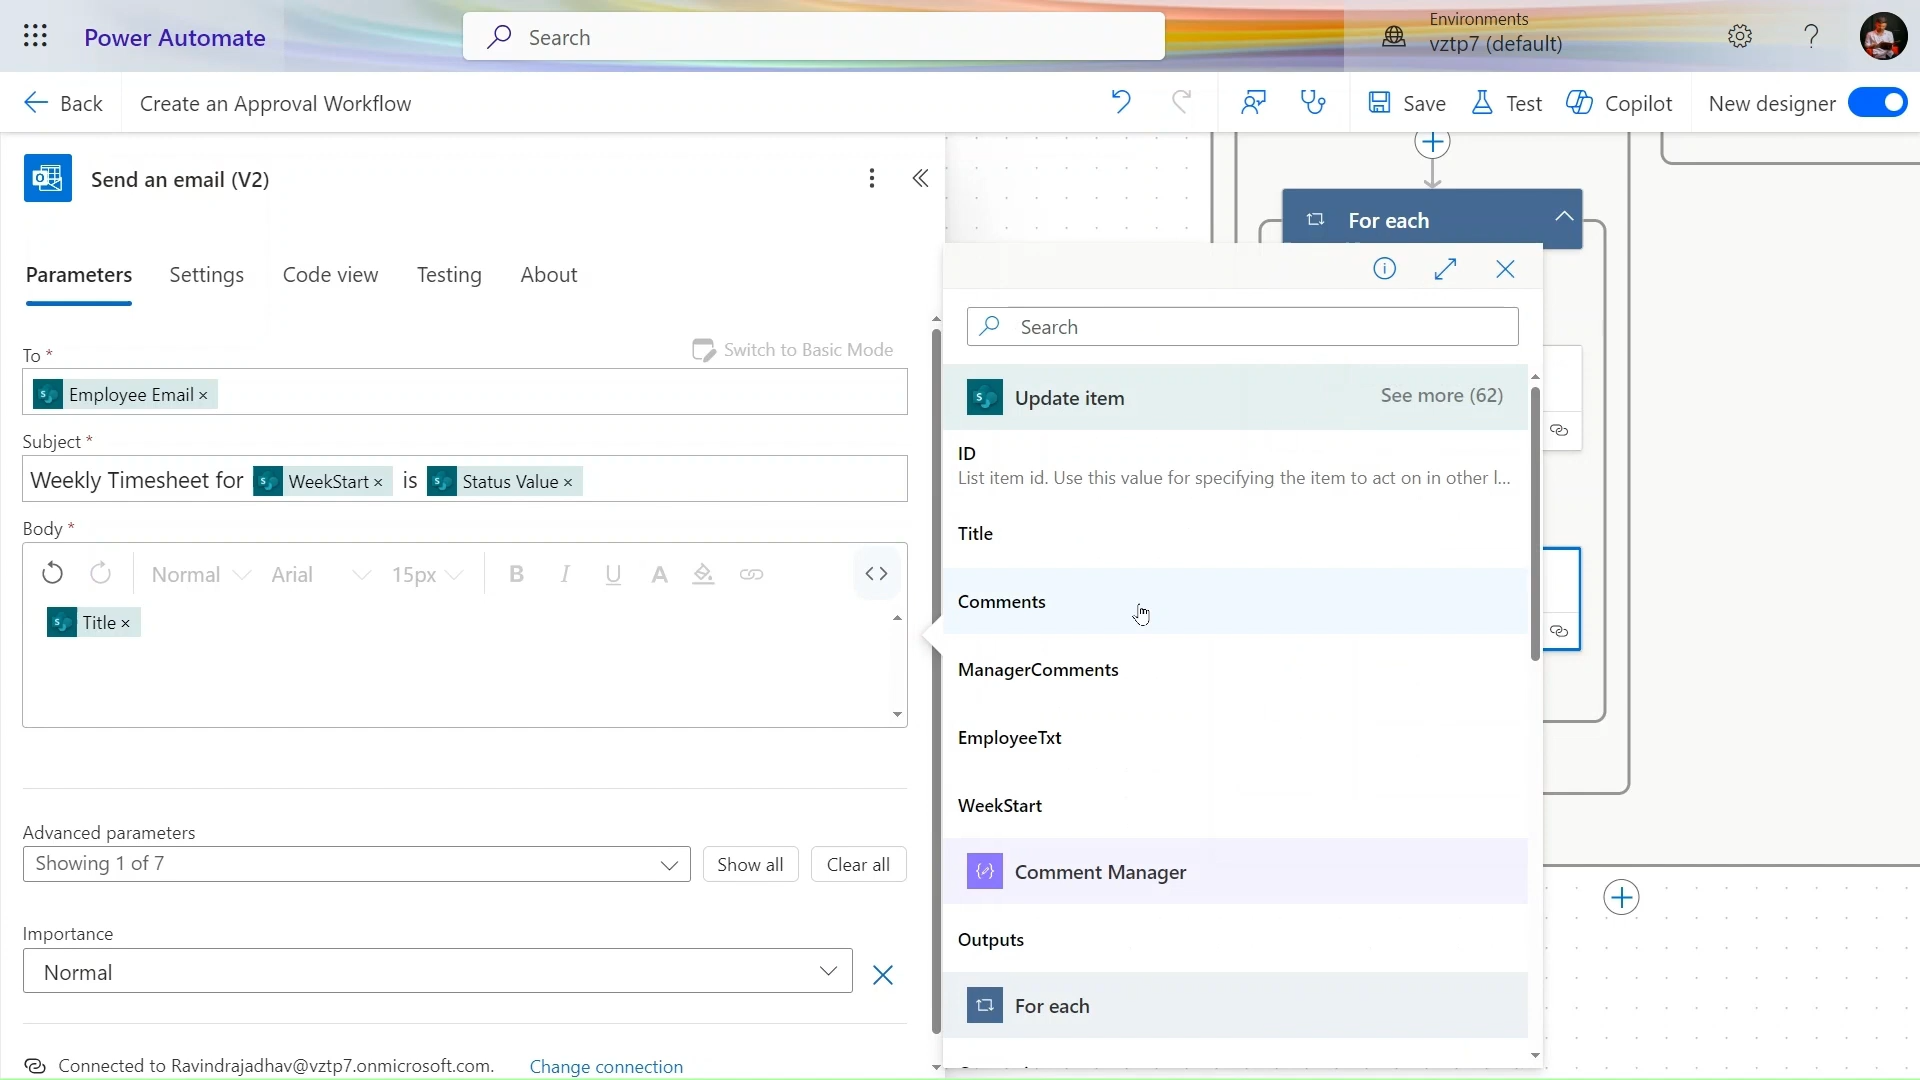 Power Automate
Search
Environments
vztp7 (default)
Back
Create an Approval Workflow
Save
Test
Copilot
New designer
Send an email (V2)
Parameters
Settings
Code view
Testing
About
To *
Switch to Basic Mode
Employee Email ×
Subject *
Weekly Timesheet for WeekStart × is Status Value ×
Body *
Normal
Arial
15px
B
I
U
A
Title ×
Advanced parameters
Showing 1 of 7
Show all
Clear all
Importance
Normal
Connected to Ravindrajadhav@vztp7.onmicrosoft.com.
Change connection
For each
Search
Update item
See more (62)
ID
List item id. Use this value for specifying the item to act on in other l...
Title
Comments
ManagerComments
EmployeeTxt
WeekStart
Comment Manager
Outputs
For each